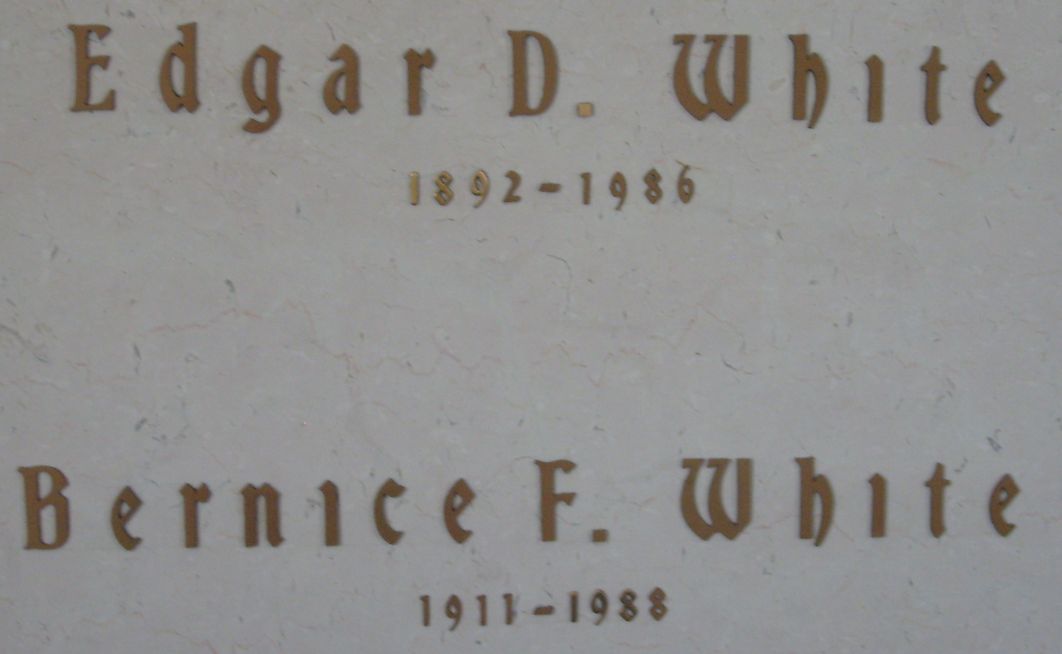 Edgar D. White
1892-1986
Bernice F. White
1911-1988